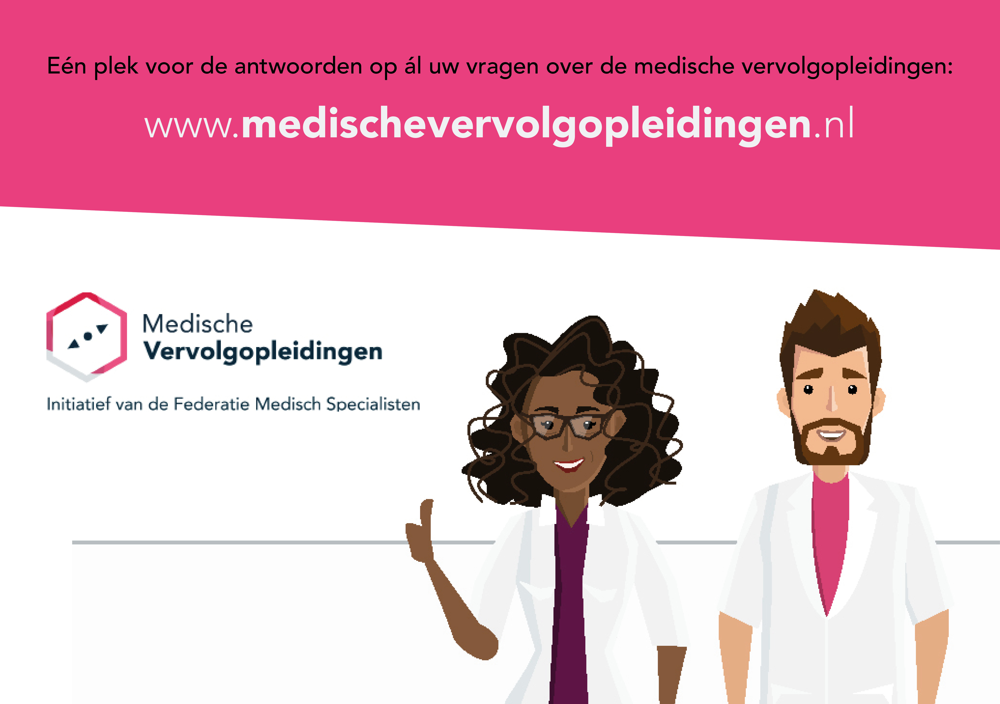 Eén plek voor de antwoorden op ál uw vragen over de medische vervolgopleidingen:
www.medischevervolgopleidingen.nl
Medische
Vervolgopleidingen
Initiatief van de Federatie Medisch Specialisten